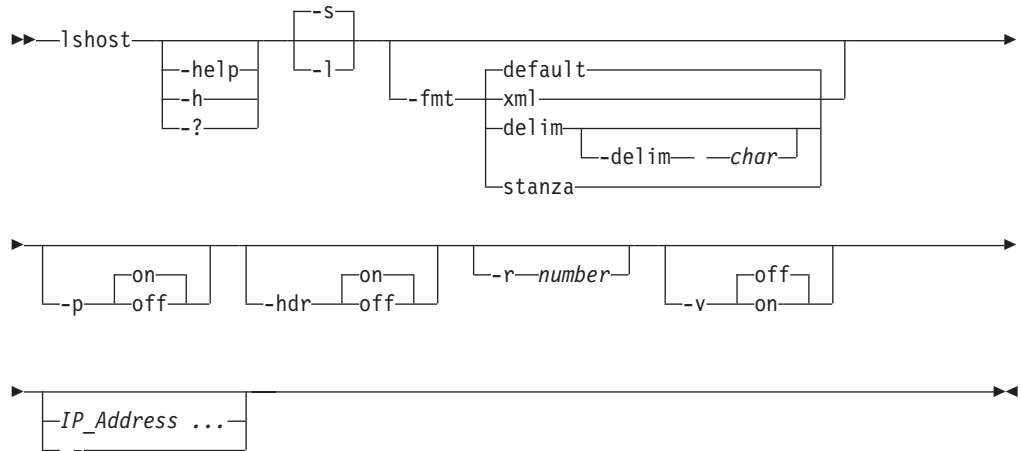 -s
lshost
-help
-l
-h
-?
default
-fmt
xml
delim
-delim char
stanza
on
-p off
on
-hdr off
-r number
off
-v on
IP_Address ...
-